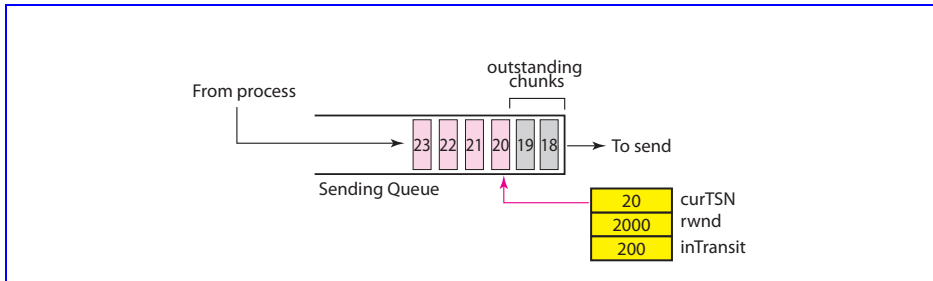 outstanding
chunks
From process
23 22 21 20 19 18
To send
Sending Queue
20 curTSN
2000 rwnd
200 inTransit